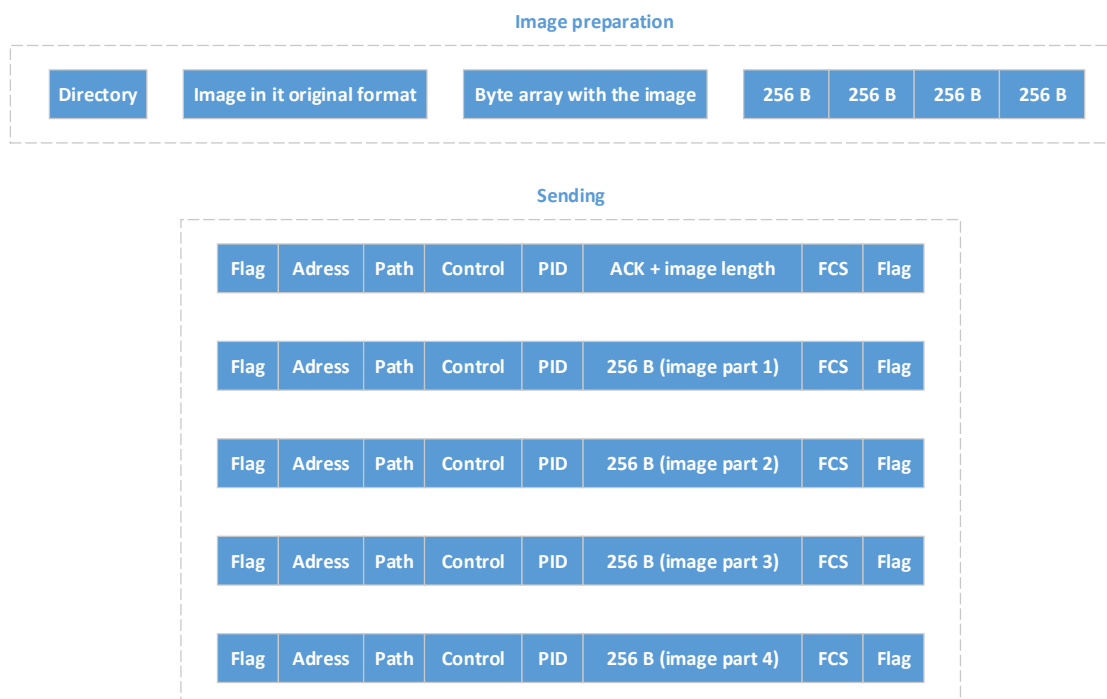 Image preparation
Directory Image in it original format Byte array with the image 256 B 256 B 256 B 256 B
Sending
Flag Adress Path Control PID ACK + image length FCS Flag
Flag Adress Path Control PID 256 B (image part 1) FCS Flag
Flag Adress Path Control PID 256 B (image part 2) FCS Flag
Flag Adress Path Control PID 256 B (image part 3) FCS Flag
Flag Adress Path Control PID 256 B (image part 4) FCS Flag